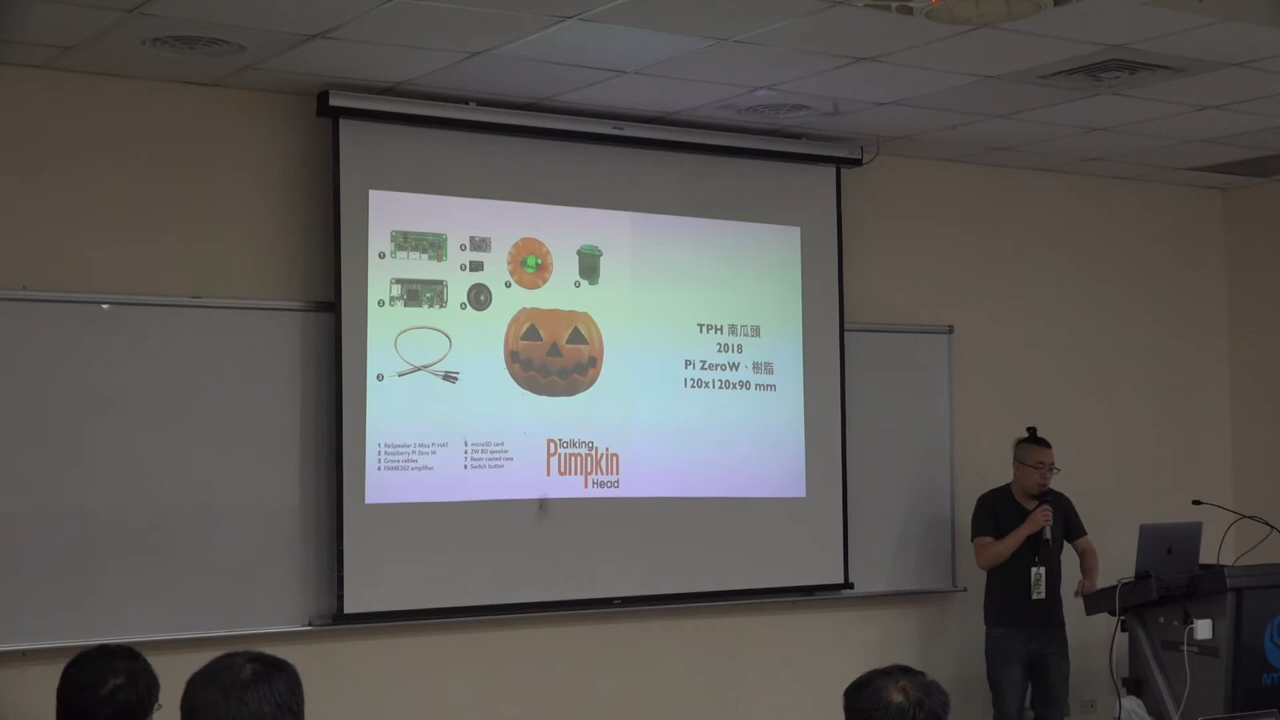 TPH 南瓜頭
2018
Pi ZeroW、樹脂
120x120x90 mm
1 ReSpeaker 2-Mics Pi HAT
2 Raspberry Pi Zero W
3 Grove cables
4 PAM8302 amplifier
5 microSD card
6 2W 8Ω speaker
7 Resin casted case
8 Switch button
Talking
Pumpkin
Head